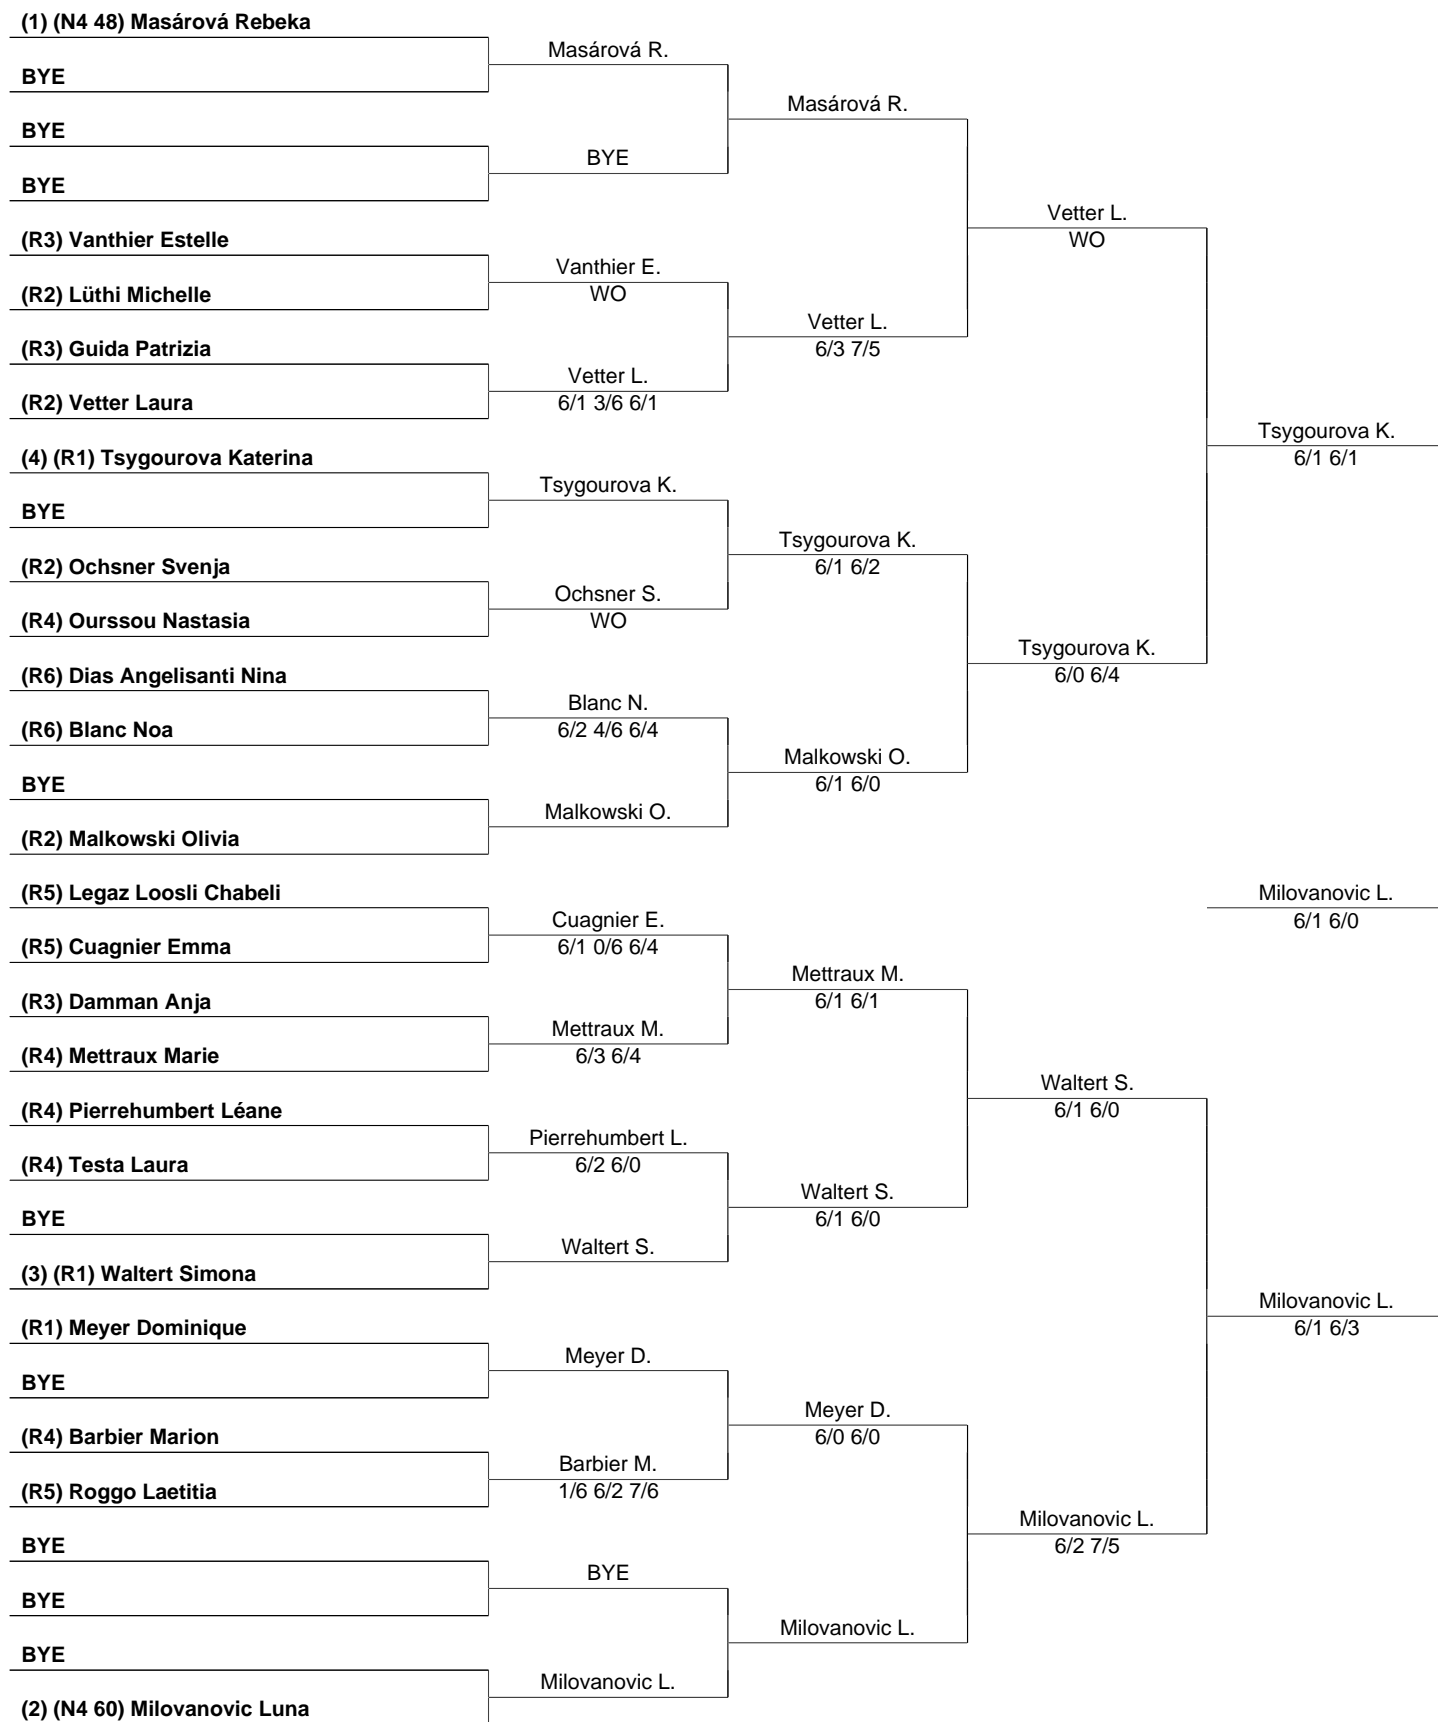 (1) (N4 48) Masárová Rebeka
BYE
BYE
BYE
(R3) Vanthier Estelle
(R2) Lüthi Michelle
(R3) Guida Patrizia
(R2) Vetter Laura
(4) (R1) Tsygourova Katerina
BYE
(R2) Ochsner Svenja
(R4) Ourssou Nastasia
(R6) Dias Angelisanti Nina
(R6) Blanc Noa
BYE
(R2) Malkowski Olivia
(R5) Legaz Loosli Chabeli
(R5) Cuagnier Emma
(R3) Damman Anja
(R4) Mettraux Marie
(R4) Pierrehumbert Léane
(R4) Testa Laura
BYE
(3) (R1) Waltert Simona
(R1) Meyer Dominique
BYE
(R4) Barbier Marion
(R5) Roggo Laetitia
BYE
BYE
BYE
(2) (N4 60) Milovanovic Luna
Masárová R.
BYE
Vanthier E.
WO
Vetter L.
6/1 3/6 6/1
Tsygourova K.
Ochsner S.
WO
Blanc N.
6/2 4/6 6/4
Malkowski O.
Cuagnier E.
6/1 0/6 6/4
Mettraux M.
6/3 6/4
Pierrehumbert L.
6/2 6/0
Waltert S.
Meyer D.
Barbier M.
1/6 6/2 7/6
BYE
Milovanovic L.
Masárová R.
Vetter L.
6/3 7/5
Tsygourova K.
6/1 6/2
Malkowski O.
6/1 6/0
Mettraux M.
6/1 6/1
Waltert S.
6/1 6/0
Meyer D.
6/0 6/0
Milovanovic L.
Vetter L.
WO
Tsygourova K.
6/0 6/4
Waltert S.
6/1 6/0
Milovanovic L.
6/2 7/5
Tsygourova K.
6/1 6/1
Milovanovic L.
6/1 6/0
Milovanovic L.
6/1 6/3